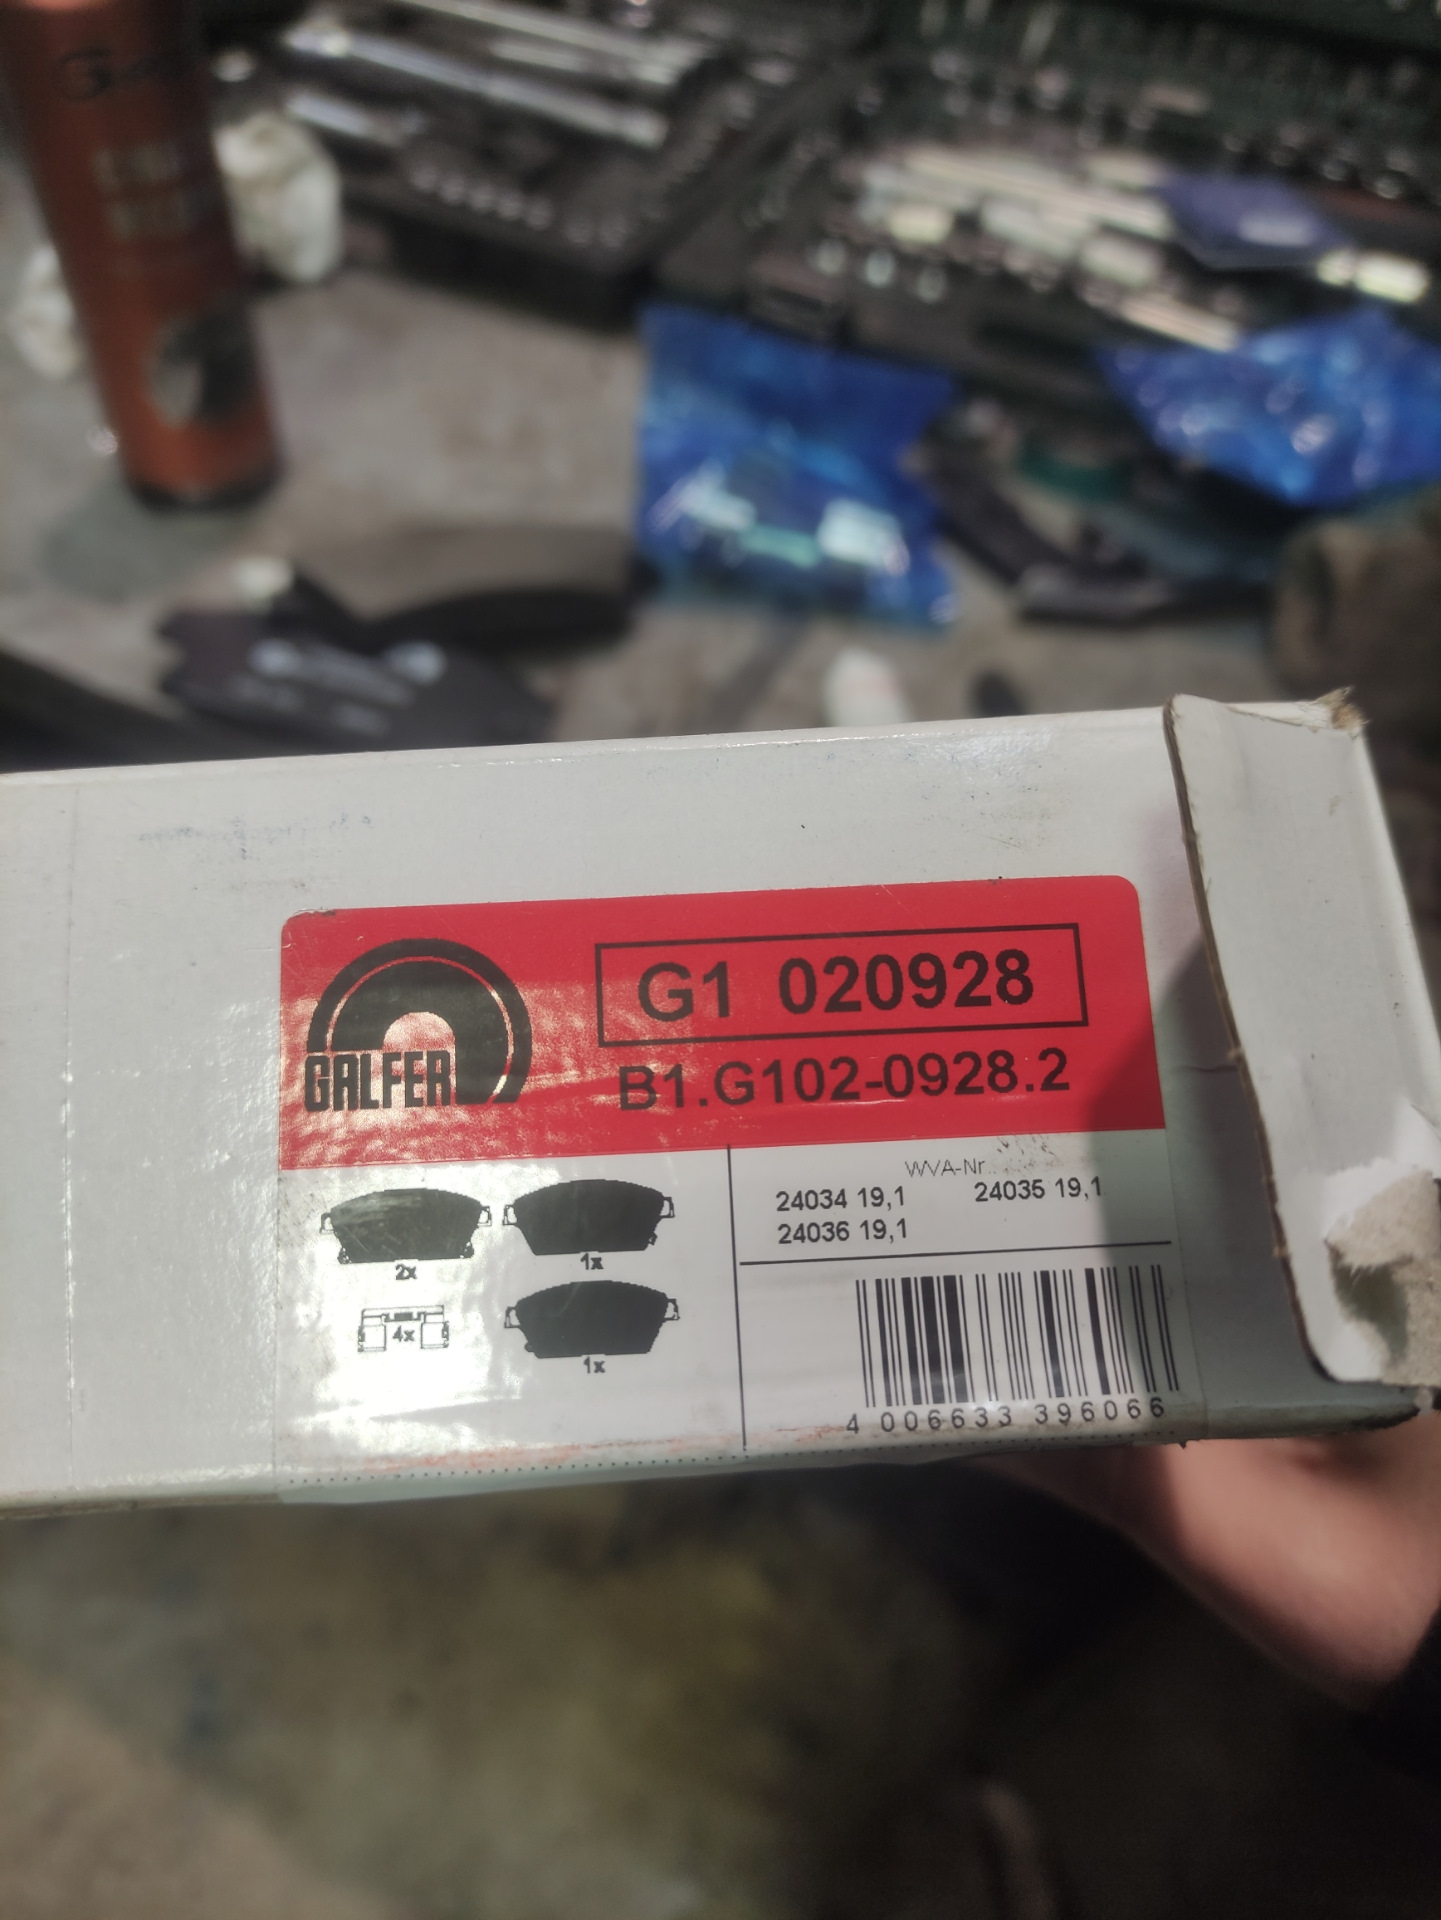 G1 020928
B1.G102-0928.2
GALFER
WVA-Nr.
24034 19,1 24035 19,1
24036 19,1
2x
1x
4x
1x
4 006633 396066